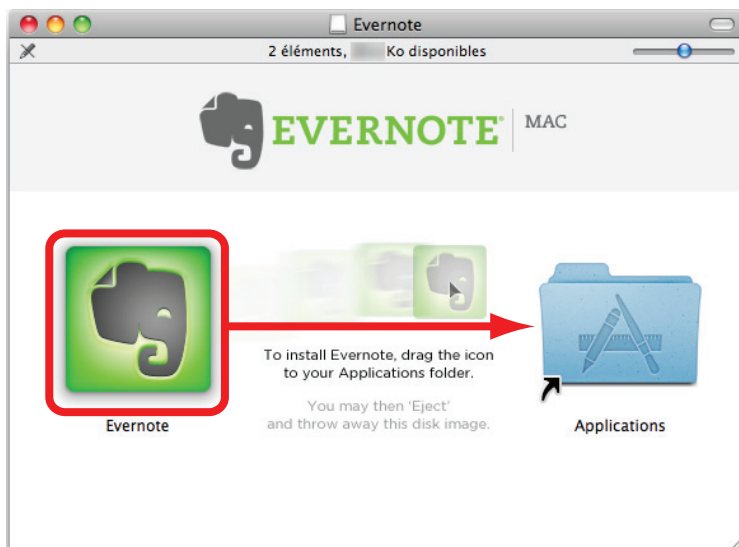 Evernote
2 éléments, Ko disponibles
EVERNOTE® MAC
To install Evernote, drag the icon
to your Applications folder.
You may then 'Eject'
and throw away this disk image.
Evernote
Applications